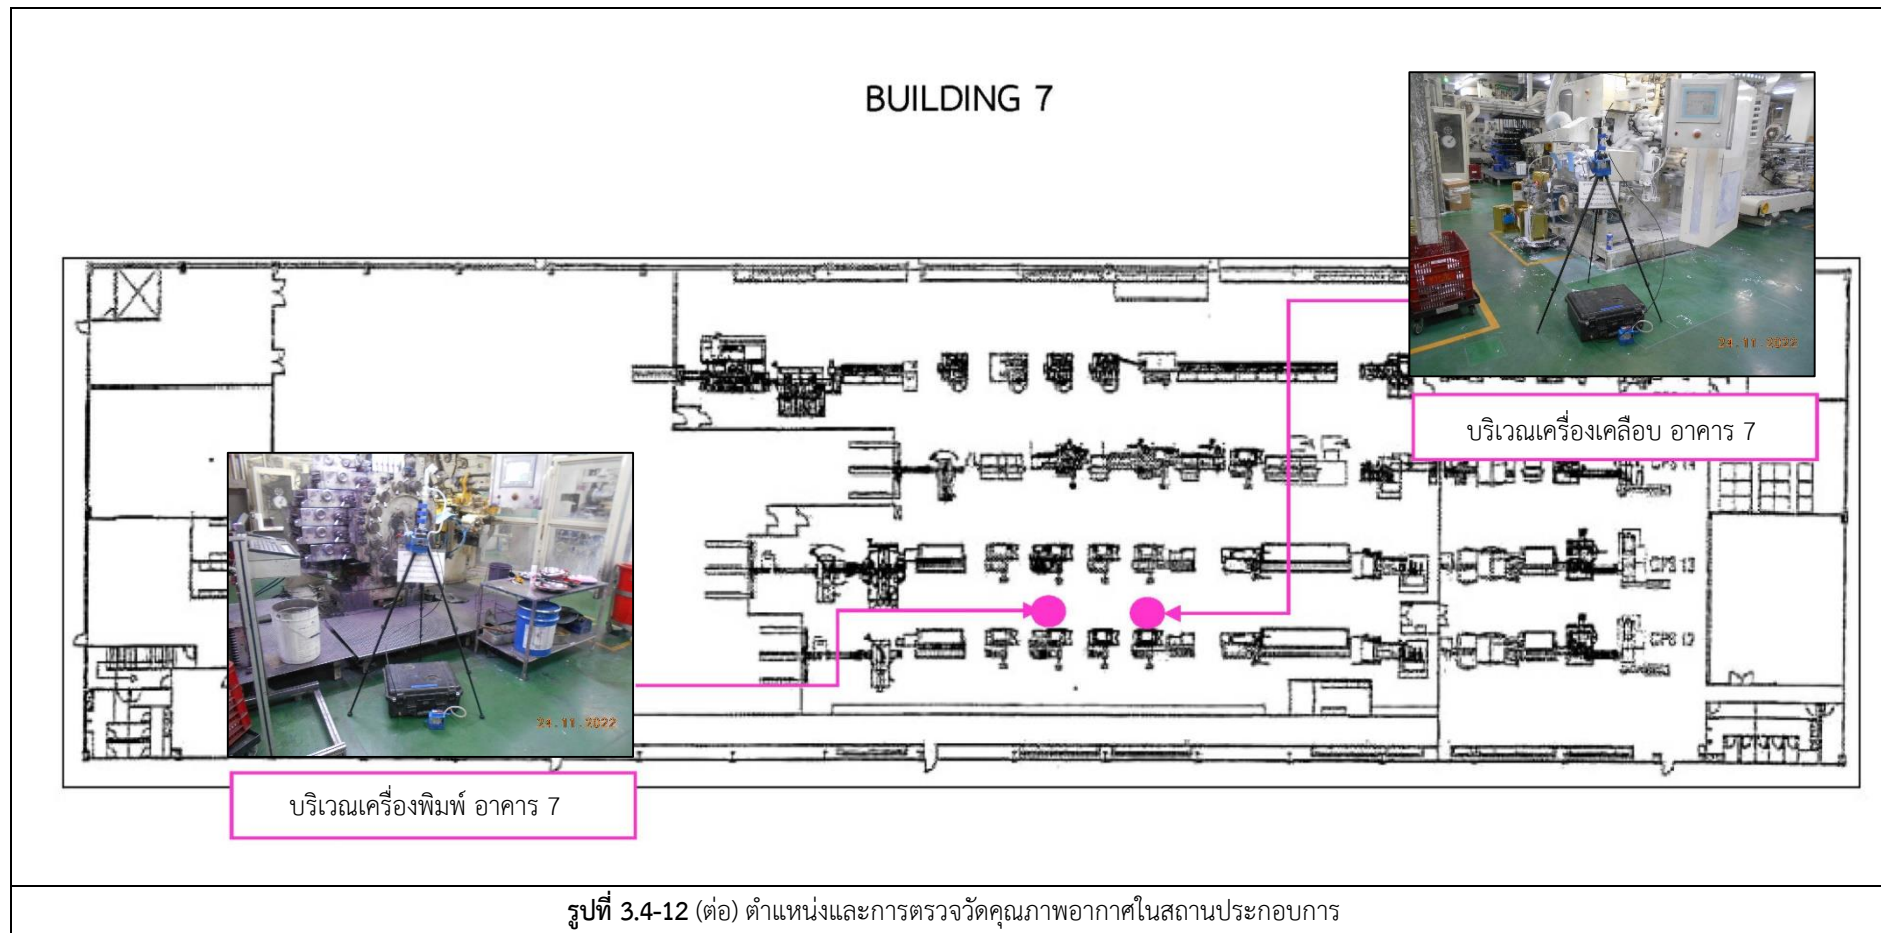 BUILDING 7
24.11.2022
บริเวณเครื่องเคลือบ อาคาร 7
CPS 13
CPS 12
24.11.2022
บริเวณเครื่องพิมพ์ อาคาร 7
รูปที่ 3.4-12 (ต่อ) ตำแหน่งและการตรวจวัดคุณภาพอากาศในสถานประกอบการ